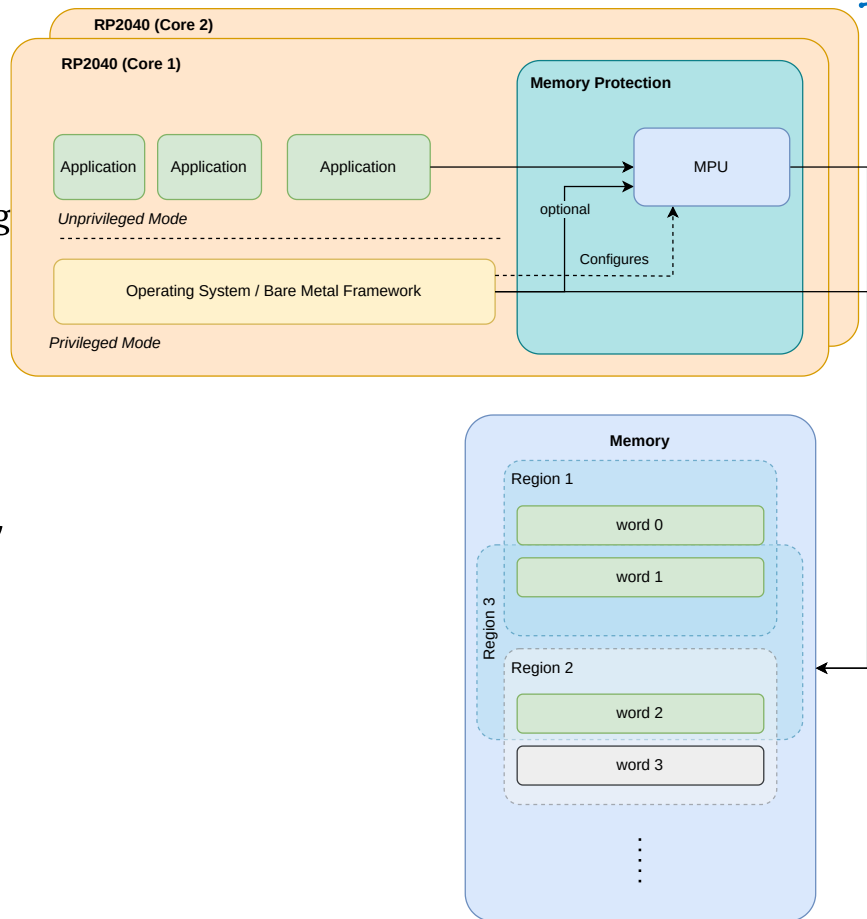 RP2040 (Core 2)
RP2040 (Core 1)
Memory Protection
Application
Application
Application
MPU
optional
Unprivileged Mode
Configures
Operating System / Bare Metal Framework
Privileged Mode
g
Memory
Region 1
word 0
word 1
Region 3
Region 2
word 2
word 3